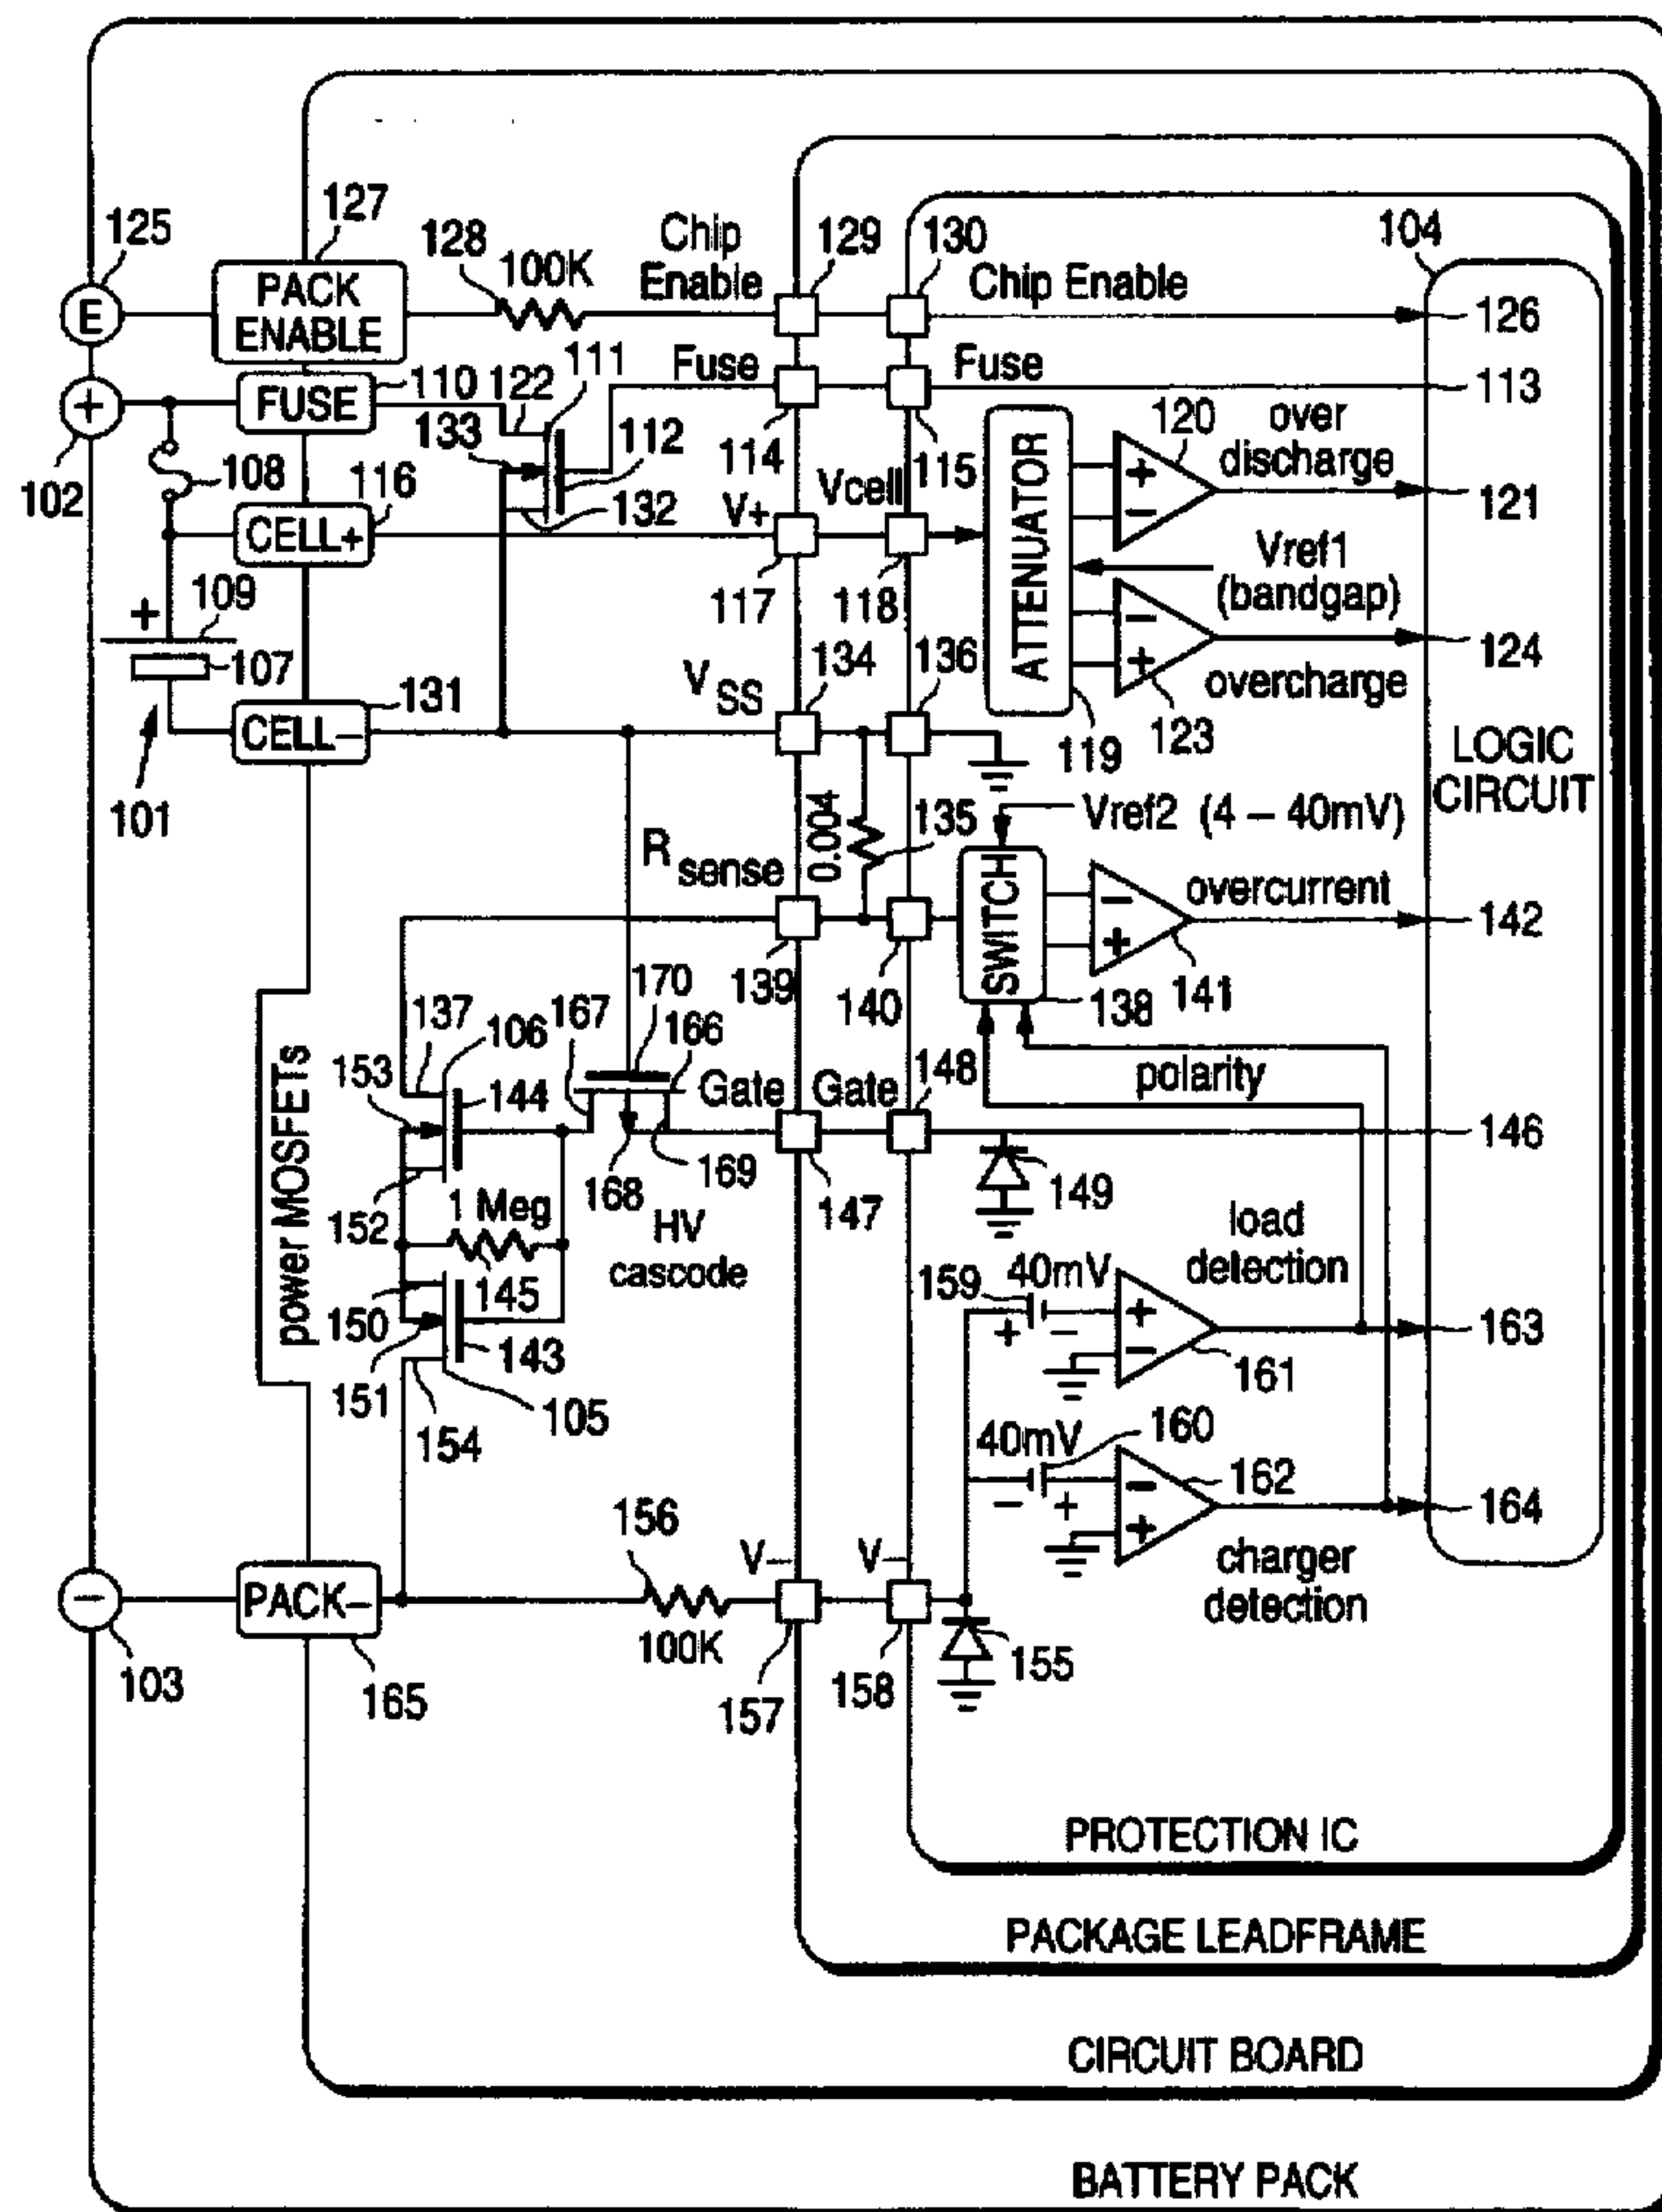 125
127
128
100K
Chip
Enable
129
130
Chip Enable
104
126
E
PACK
ENABLE
111
Fuse
Fuse
113
+
FUSE
110
122
133
112
114
115
120
over
discharge
102
108
116
132
V+
Vcell
CELL+
121
ATTENUATOR
+
−
Vref1
(bandgap)
117
118
+
109
107
−
+
124
overcharge
134
136
V SS
131
CELL−
119
123
LOGIC
CIRCUIT
101
R sense
0.004
135
Vref2 (4 – 40mV)
SWITCH
−
+
overcurrent
142
139
140
138
141
137
106
167
170
166
153
144
Gate
Gate
148
polarity
146
power MOSFETs
152
1 Meg
168
169
147
149
HV
cascode
145
150
143
151
105
154
load
detection
159
40mV
+
−
+
−
161
163
40mV
160
−
+
−
+
162
164
charger
detection
156
V−
V−
−
PACK−
100K
103
165
157
158
155
PROTECTION IC
PACKAGE LEADFRAME
CIRCUIT BOARD
BATTERY PACK